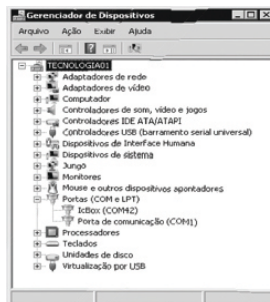 Gerenciador de Dispositivos
Arquivo Ação Exibir Ajuda
TECNOLOGIA01
Adaptadores de rede
Adaptadores de vídeo
Computador
Controladores de som, vídeo e jogos
Controladores IDE ATA/ATAPI
Controladores USB (barramento serial universal)
Dispositivos de Interface Humana
Dispositivos de sistema
Jungo
Monitores
Mouse e outros dispositivos apontadores
Portas (COM e LPT)
IcBox (COM42)
Porta de comunicação (COM1)
Processadores
Teclados
Unidades de disco
Virtualização por USB